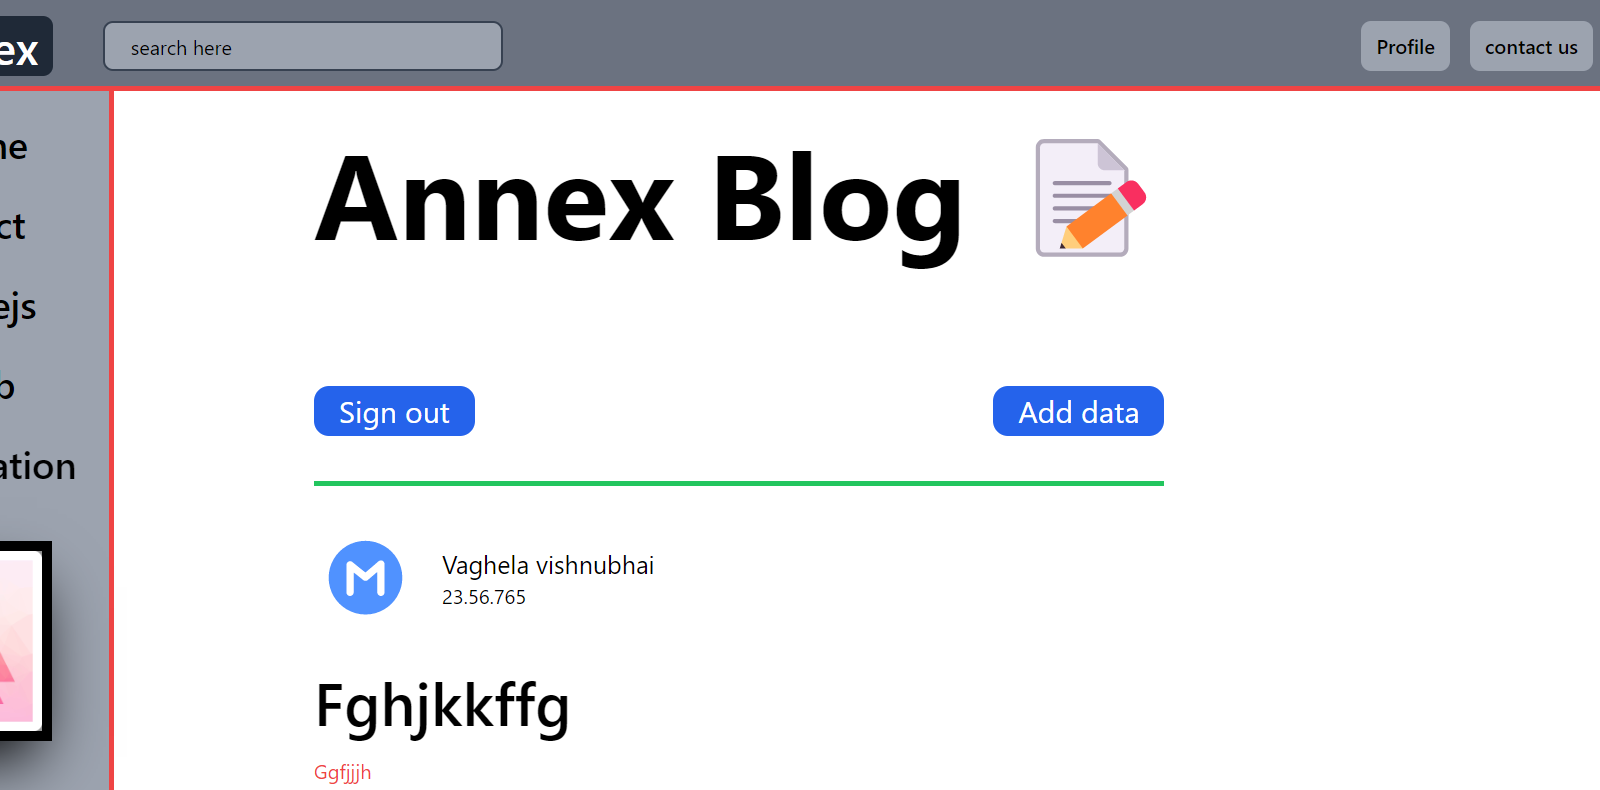 ex
search here
Profile
contact us
ne
ct
ejs
b
ation
Annex Blog
Sign out
Add data
Vaghela vishnubhai
23.56.765
Fghjkkffg
Ggfjjjh